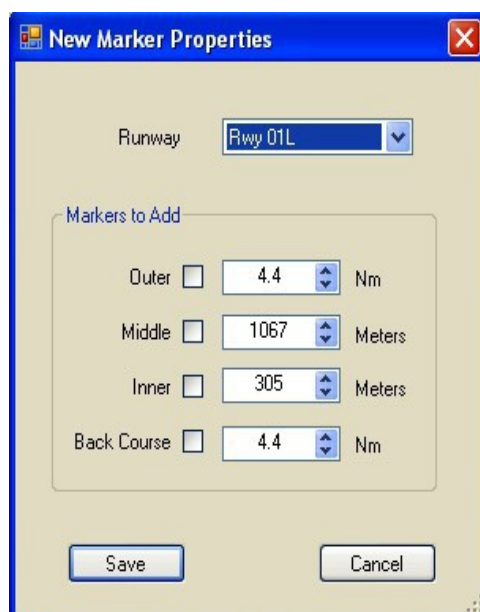 New Marker Properties
Runway Rwy 01L
Markers to Add
Outer 4.4 Nm
Middle 1067 Meters
Inner 305 Meters
Back Course 4.4 Nm
Save Cancel